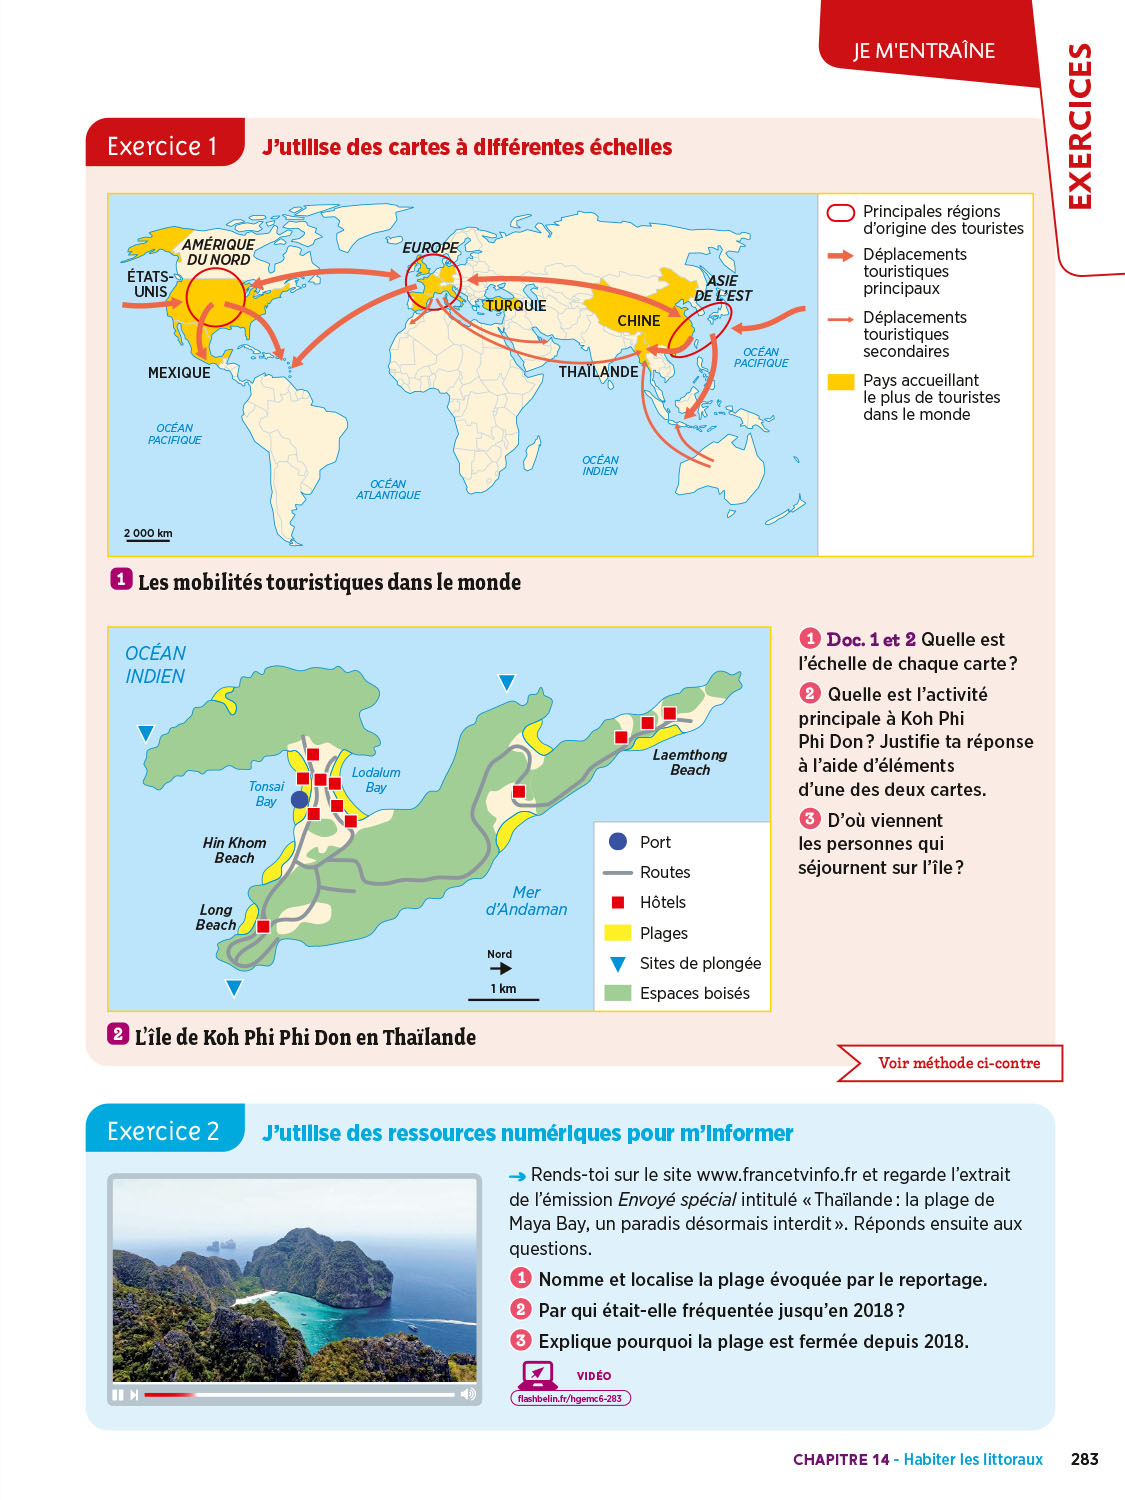 JE M'ENTRAÎNE
EXERCICES
Exercice 1
J'utilise des cartes à différentes échelles
AMÉRIQUE
DU NORD
ÉTATS-
UNIS
MEXIQUE
EUROPE
TURQUIE
CHINE
ASIE
DE L'EST
THAÏLANDE
OCÉAN
PACIFIQUE
OCÉAN
PACIFIQUE
OCÉAN
ATLANTIQUE
OCÉAN
INDIEN
2 000 km
Principales régions
d'origine des touristes
Déplacements
touristiques
principaux
Déplacements
touristiques
secondaires
Pays accueillant
le plus de touristes
dans le monde
1 Les mobilités touristiques dans le monde
OCÉAN
INDIEN
Tonsai
Bay
Lodalum
Bay
Hin Khom
Beach
Long
Beach
Laemthong
Beach
Mer
d'Andaman
Nord
1 km
Port
Routes
Hôtels
Plages
Sites de plongée
Espaces boisés
2 L'île de Koh Phi Phi Don en Thaïlande
1 Doc. 1 et 2 Quelle est
l'échelle de chaque carte ?
2 Quelle est l'activité
principale à Koh Phi
Phi Don ? Justifie ta réponse
à l'aide d'éléments
d'une des deux cartes.
3 D'où viennent
les personnes qui
séjournent sur l'île ?
Voir méthode ci-contre
Exercice 2
J'utilise des ressources numériques pour m'informer
→ Rends-toi sur le site www.francetvinfo.fr et regarde l'extrait
de l'émission Envoyé spécial intitulé « Thaïlande : la plage de
Maya Bay, un paradis désormais interdit ». Réponds ensuite aux
questions.
1 Nomme et localise la plage évoquée par le reportage.
2 Par qui était-elle fréquentée jusqu'en 2018 ?
3 Explique pourquoi la plage est fermée depuis 2018.
VIDÉO
flashbelin.fr/hgemc6-283
CHAPITRE 14 - Habiter les littoraux 283